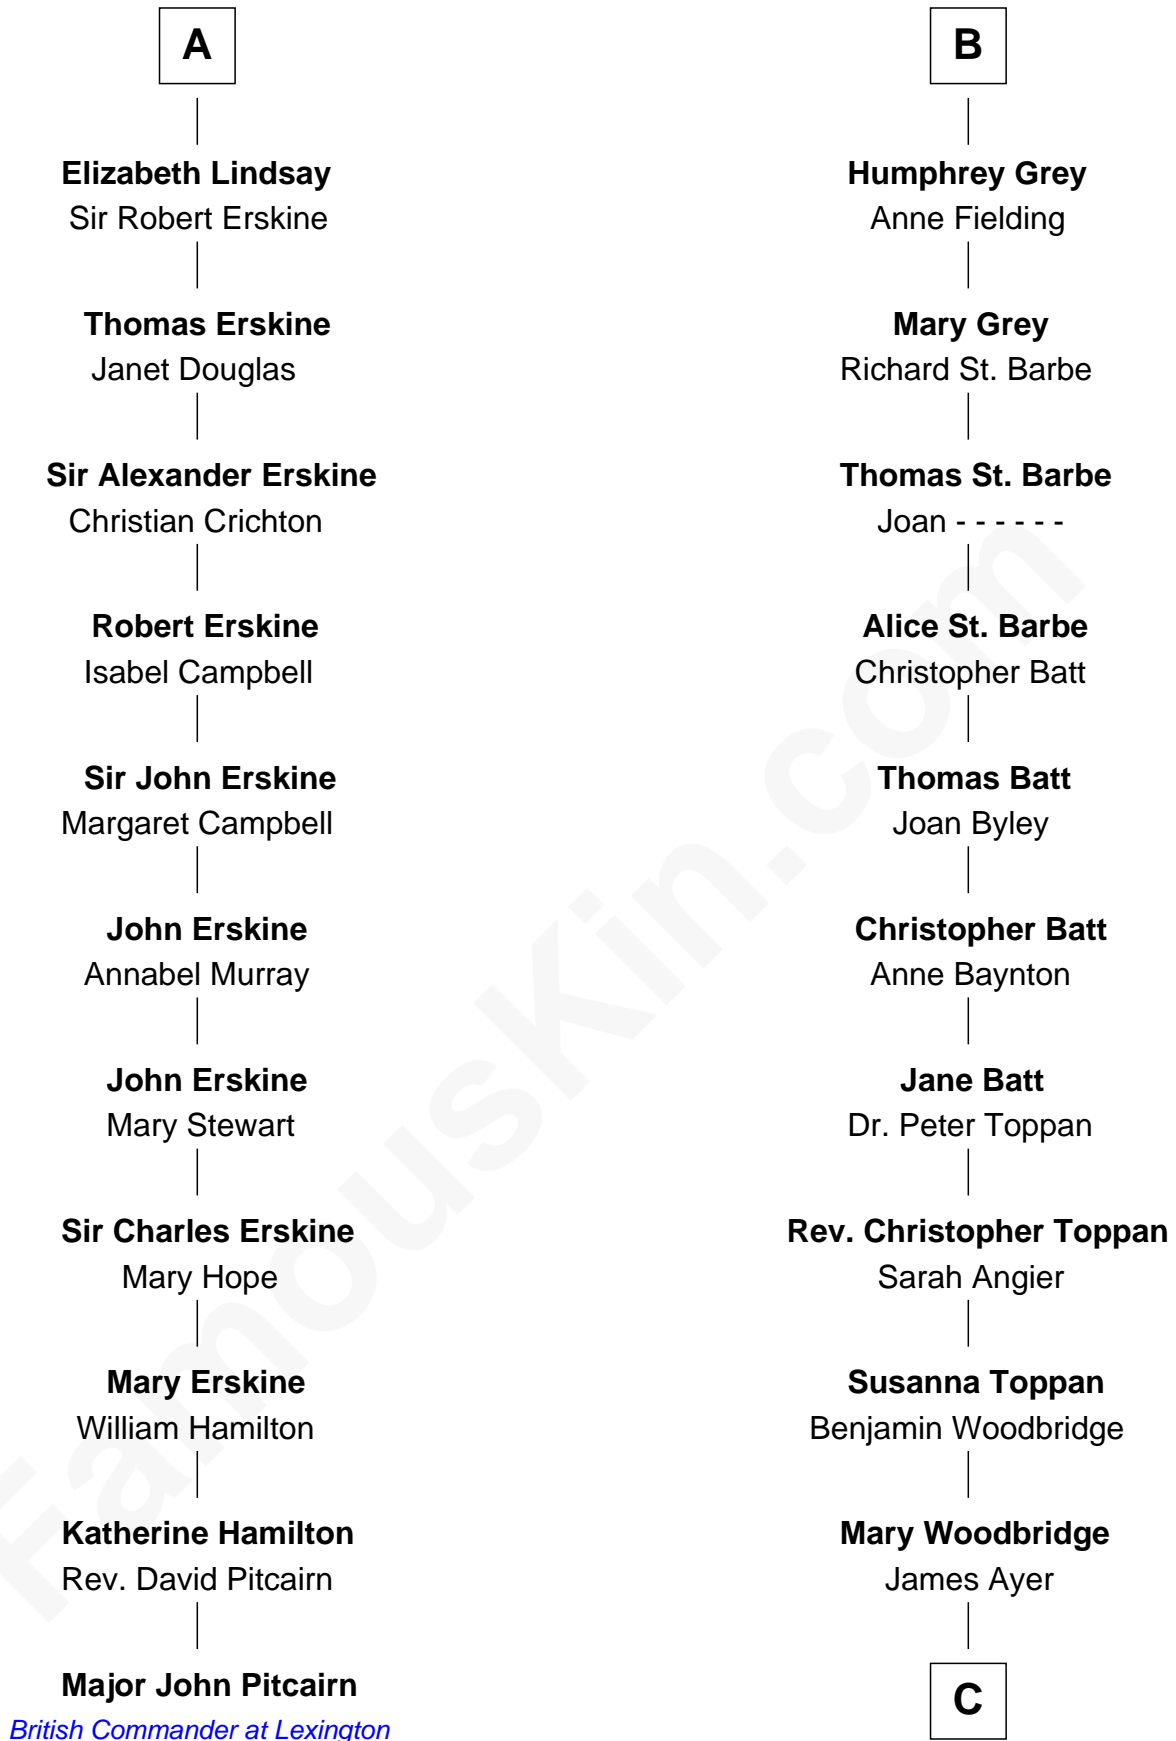 A
Elizabeth Lindsay
Sir Robert Erskine
Thomas Erskine
Janet Douglas
Sir Alexander Erskine
Christian Crichton
Robert Erskine
Isabel Campbell
Sir John Erskine
Margaret Campbell
John Erskine
Annabel Murray
John Erskine
Mary Stewart
Sir Charles Erskine
Mary Hope
Mary Erskine
William Hamilton
Katherine Hamilton
Rev. David Pitcairn
Major John Pitcairn
British Commander at Lexington
B
Humphrey Grey
Anne Fielding
Mary Grey
Richard St. Barbe
Thomas St. Barbe
Joan - - - - - -
Alice St. Barbe
Christopher Batt
Thomas Batt
Joan Byley
Christopher Batt
Anne Baynton
Jane Batt
Dr. Peter Toppan
Rev. Christopher Toppan
Sarah Angier
Susanna Toppan
Benjamin Woodbridge
Mary Woodbridge
James Ayer
C
FamousKin.com